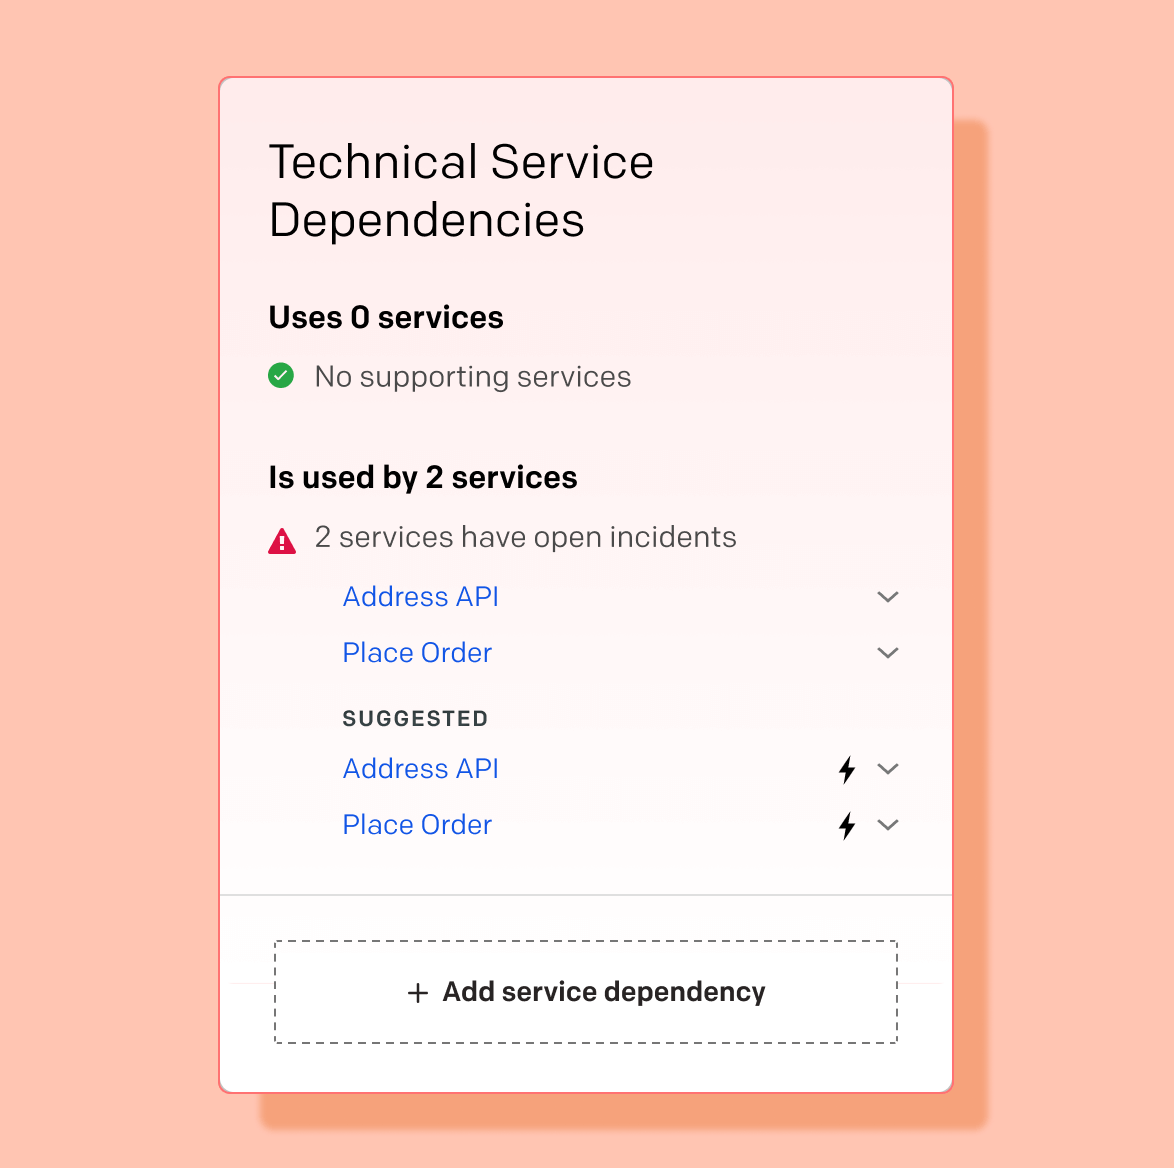 Technical Service
Dependencies
Uses 0 services
No supporting services
Is used by 2 services
2 services have open incidents
Address API
Place Order
SUGGESTED
Address API
Place Order
+ Add service dependency